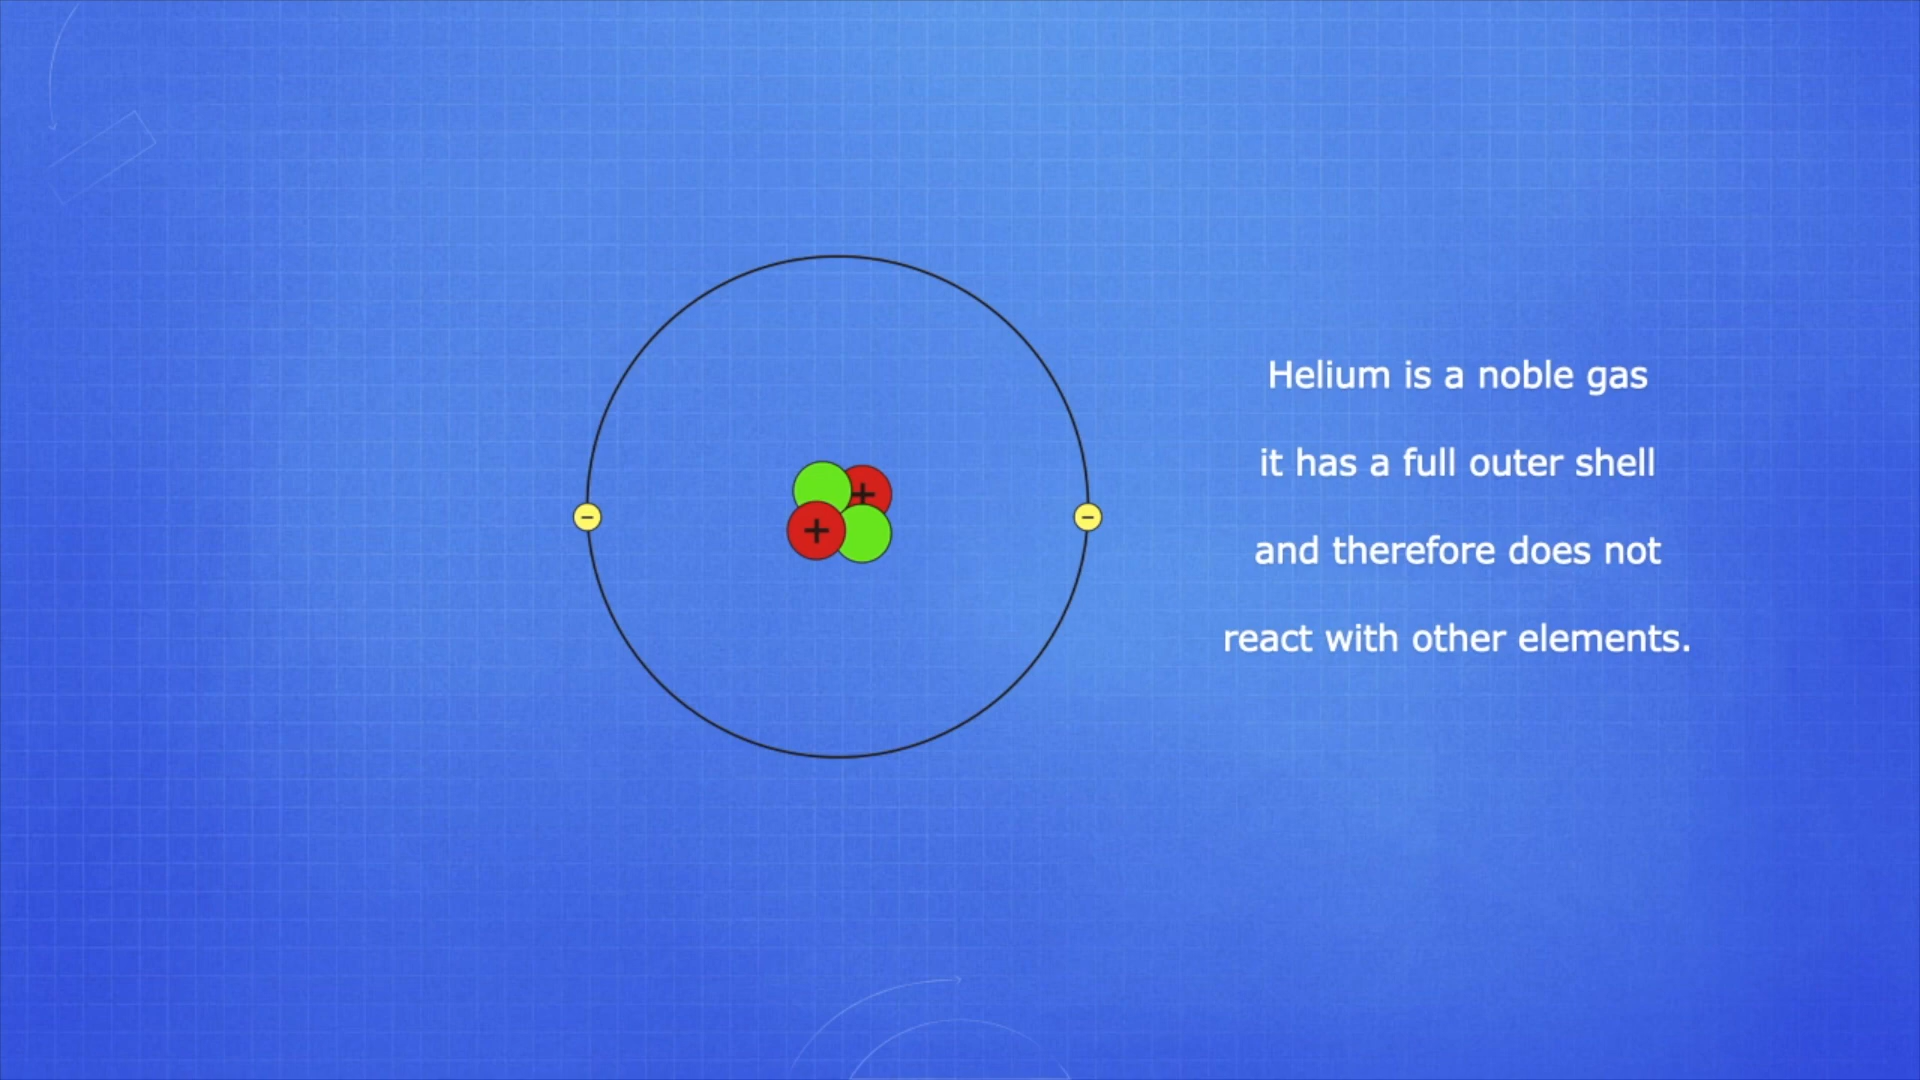 Helium is a noble gas
it has a full outer shell
+
− + −
and therefore does not
react with other elements.